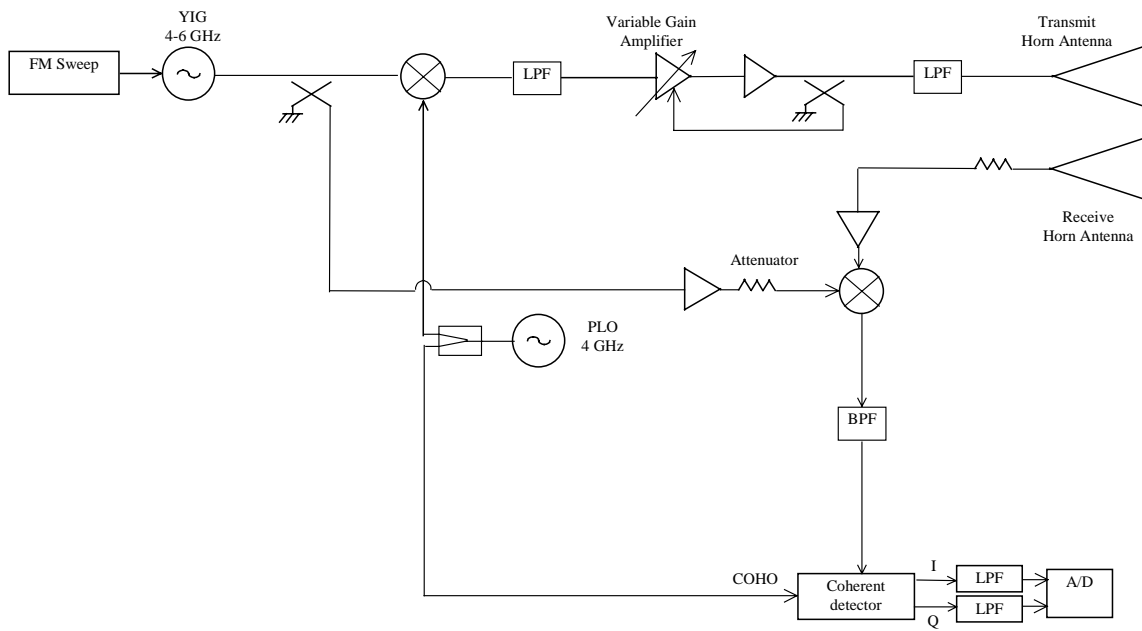 YIG
4-6 GHz
FM Sweep
LPF
Variable Gain
Amplifier
LPF
Transmit
Horn Antenna
Receive
Horn Antenna
Attenuator
PLO
4 GHz
BPF
COHO
Coherent
detector
I
Q
LPF
LPF
A/D